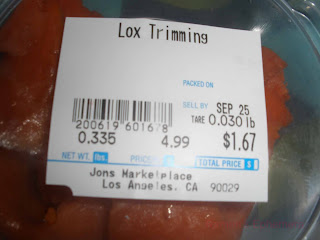 Lox Trimming
PACKED ON
SELL BY SEP 25
TARE 0.030 lb
200619 601678
0.335 4.99 $1.67
NET WT. lbs. PRICE TOTAL PRICE $
Jons Marketplace
Los Angeles, CA 90029